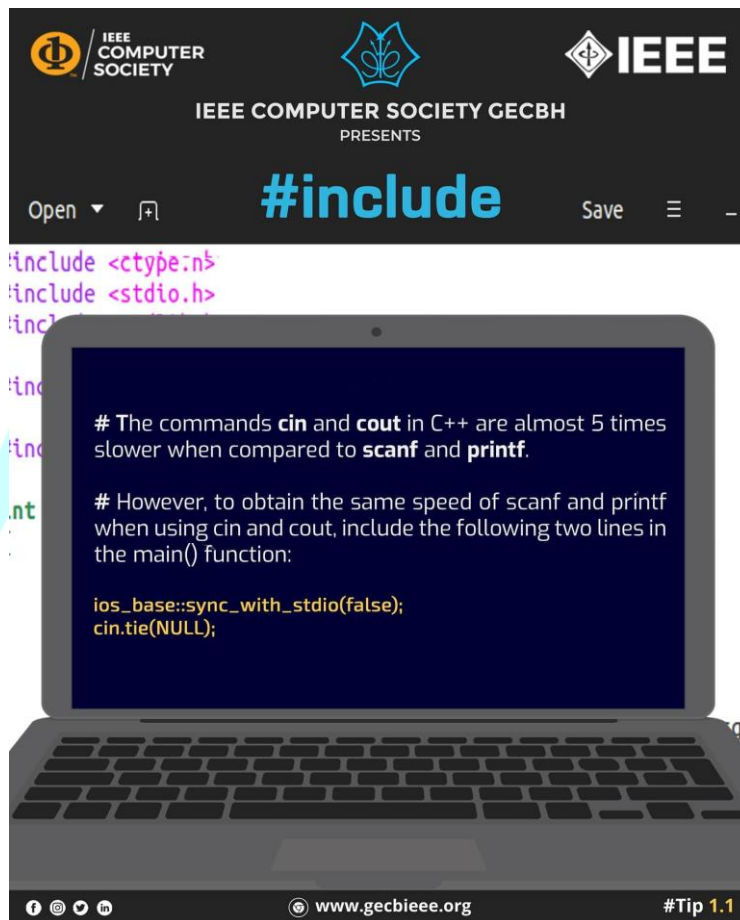 IEEE
COMPUTER
SOCIETY
IEEE
IEEE COMPUTER SOCIETY GECBH
PRESENTS
#include
Open
Save
#include <ctype.h>
#include <stdio.h>
# The commands cin and cout in C++ are almost 5 times
slower when compared to scanf and printf.
# However, to obtain the same speed of scanf and printf
when using cin and cout, include the following two lines in
the main() function:
ios_base::sync_with_stdio(false);
cin.tie(NULL);
www.gecbieee.org
#Tip 1.1